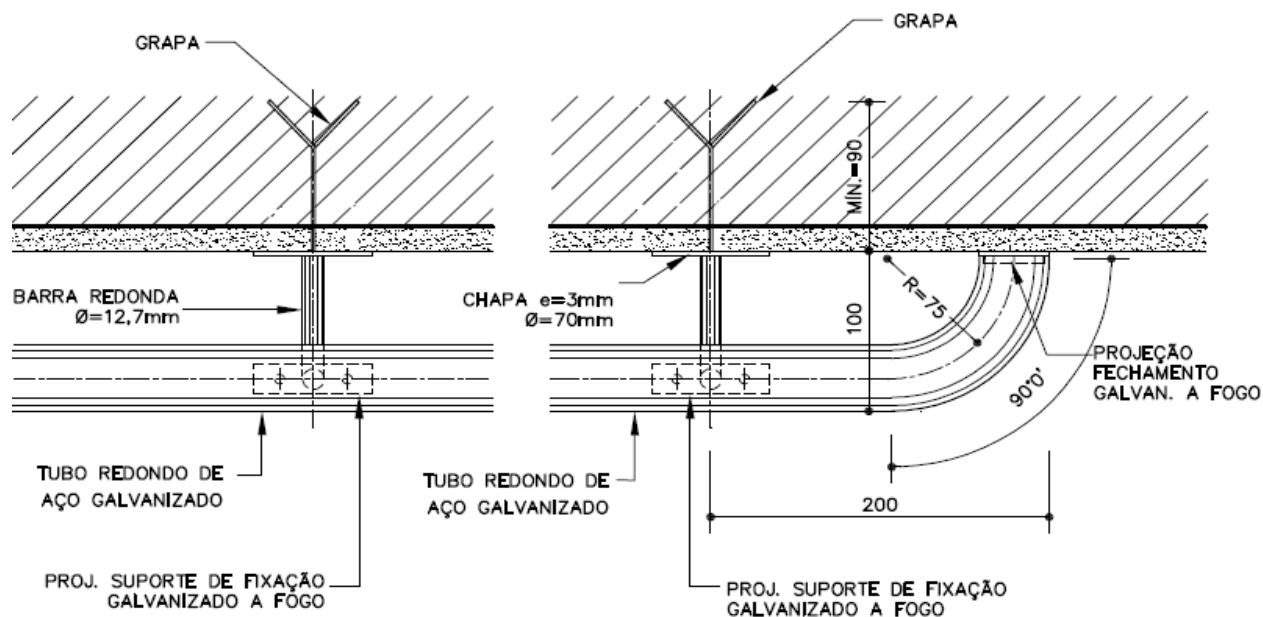 GRAPA
GRAPA
MÍN.=90
BARRA REDONDA
Ø=12,7mm
CHAPA e=3mm
Ø=70mm
100
R=75
PROJEÇÃO
FECHAMENTO
GALVAN. A FOGO
90°0'
TUBO REDONDO DE
AÇO GALVANIZADO
TUBO REDONDO DE
AÇO GALVANIZADO
200
PROJ. SUPORTE DE FIXAÇÃO
GALVANIZADO A FOGO
PROJ. SUPORTE DE FIXAÇÃO
GALVANIZADO A FOGO